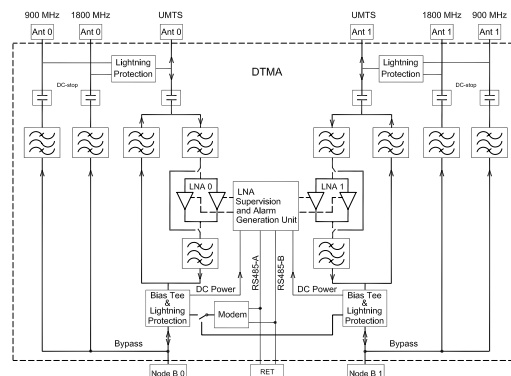 900 MHz 1800 MHz UMTS UMTS 1800 MHz 900 MHz
Ant 0 Ant 0 Ant 0 Ant 1 Ant 1 Ant 1
Lightning
Protection
DTMA
Lightning
Protection
DC-stop
DC-stop
LNA 0
LNA
Supervision
and Alarm
Generation Unit
LNA 1
RS485-A
RS485-B
DC Power
DC Power
Bias Tee
&
Lightning
Protection
Modem
Bias Tee
&
Lightning
Protection
Bypass
Bypass
Node B 0
RET
Node B 1